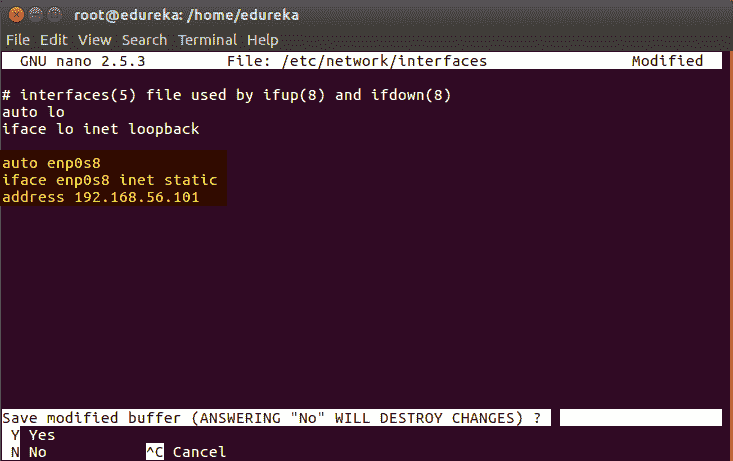 root@edureka: /home/edureka
File Edit View Search Terminal Help
GNU nano 2.5.3 File: /etc/network/interfaces Modified
# interfaces(5) file used by ifup(8) and ifdown(8)
auto lo
iface lo inet loopback
auto enp0s8
iface enp0s8 inet static
address 192.168.56.101
Save modified buffer (ANSWERING "No" WILL DESTROY CHANGES) ?
Y Yes
N No ^C Cancel